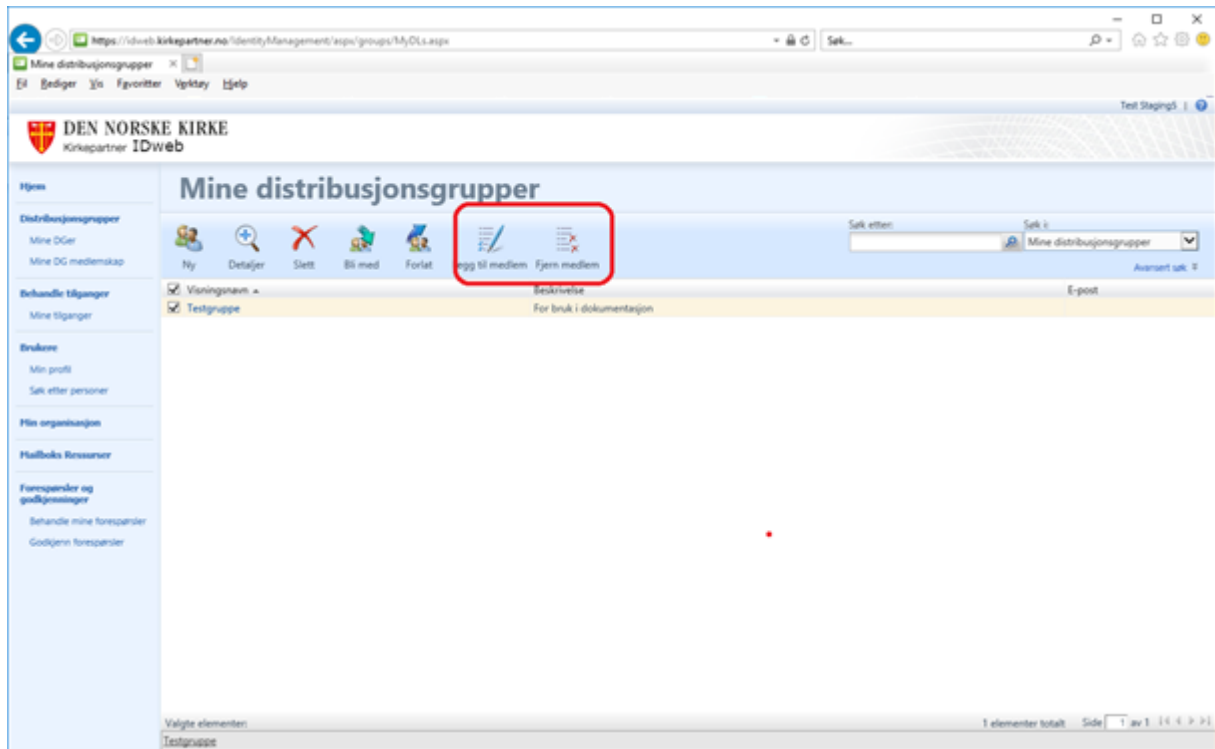 https://idweb.kirkepartner.no/IdentityManagement/aspx/groups/MyDLs.aspx
Søk...
Mine distribusjonsgrupper
Fil Rediger Vis Favoritter Verktøy Hjelp
Test Staging5 |
DEN NORSKE KIRKE
Kirkepartner IDweb
Hjem
Distribusjonsgrupper
Mine DGer
Mine DG medlemskap
Behandle tilganger
Mine tilganger
Brukere
Min profil
Søk etter personer
Min organisasjon
Mailboks Ressurser
Forespørsler og
godkjenninger
Behandle mine forespørsler
Godkjenn forespørsler
Mine distribusjonsgrupper
Ny Detaljer Slett Bli med Forlat egg til medlem Fjern medlem
Søk etter: Søk i:
Mine distribusjonsgrupper
Avansert søk
Visningsnavn Beskrivelse E-post
Testgruppe For bruk i dokumentasjon
Valgte elementer: 1 elementer totalt Side 1 av 1
Testgruppe